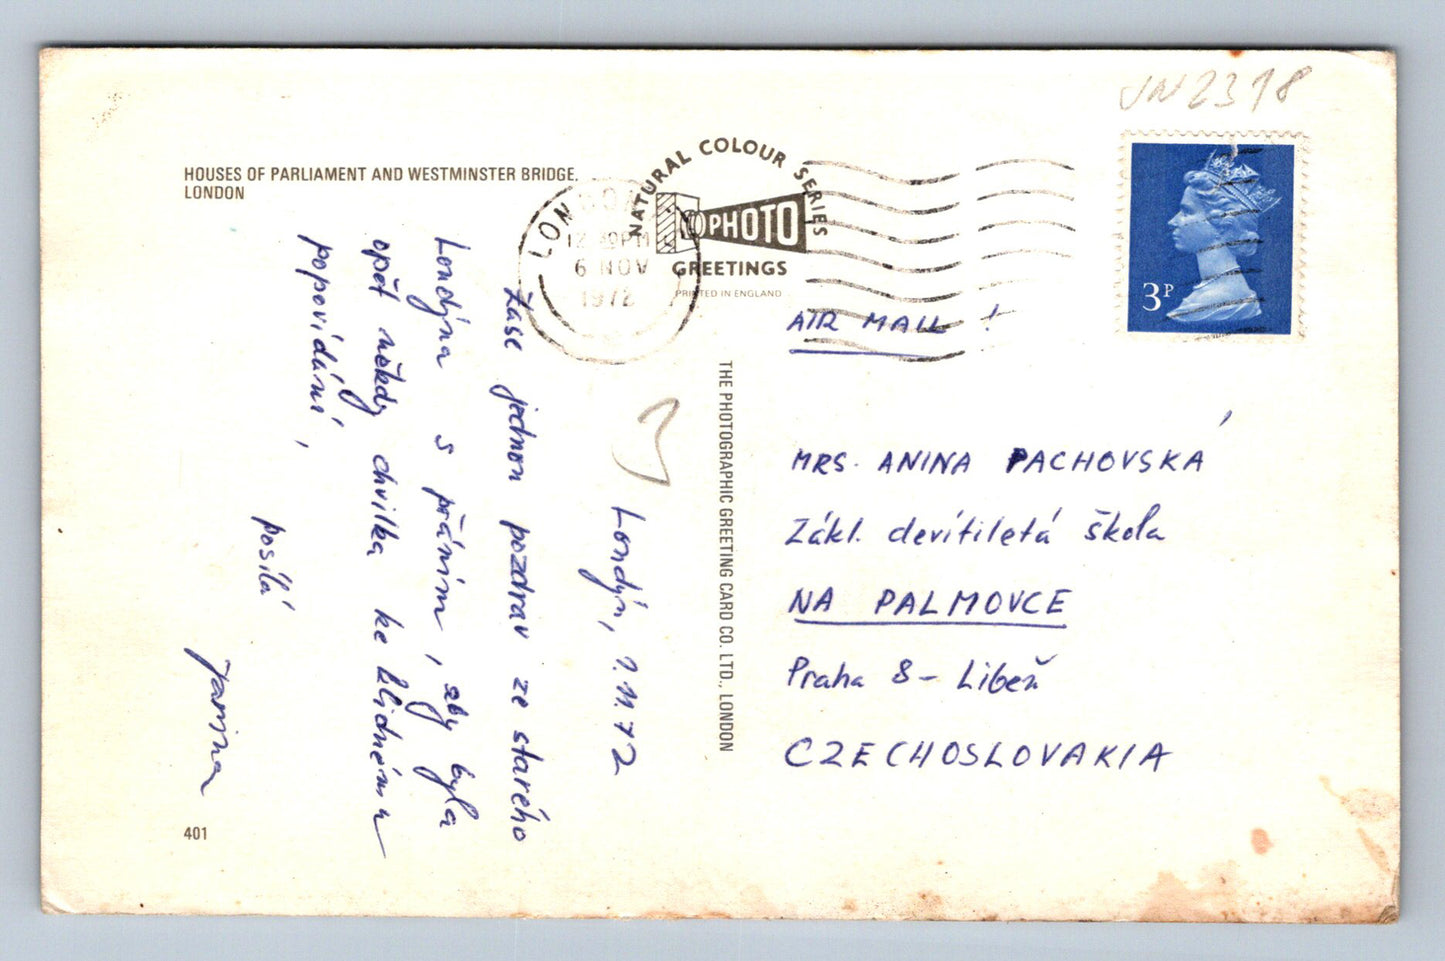 VN2318
HOUSES OF PARLIAMENT AND WESTMINSTER BRIDGE,
LONDON
NATURAL COLOUR SERIES
PHOTO
GREETINGS
PRINTED IN ENGLAND
LONDON
12 30PM
6 NOV
1972
3P
AIR MAIL !
Londýn, 7.11.72
Zase jednou pozdrav ze starého
Londýna s přáním, aby byla
opět někdy chvilka ke klidnému
popovídání,
posílá
Jarina
THE PHOTOGRAPHIC GREETING CARD CO. LTD., LONDON
MRS. ANINA PACHOVSKÁ
Zákl. devítiletá škola
NA PALMOVCE
Praha 8 – Libeň
CZECHOSLOVAKIA
401